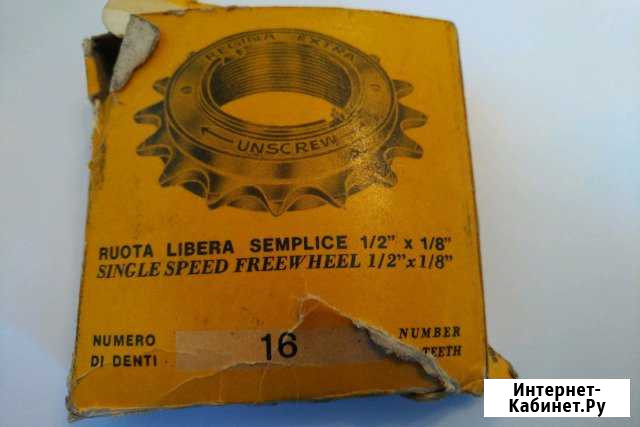 REGINA EXTRA
UNSCREW
RUOTA LIBERA SEMPLICE 1/2" x 1/8"
SINGLE SPEED FREEWHEEL 1/2" x 1/8"
NUMERO
DI DENTI
16
NUMBER
TEETH
Интернет-
Кабинет.Ру